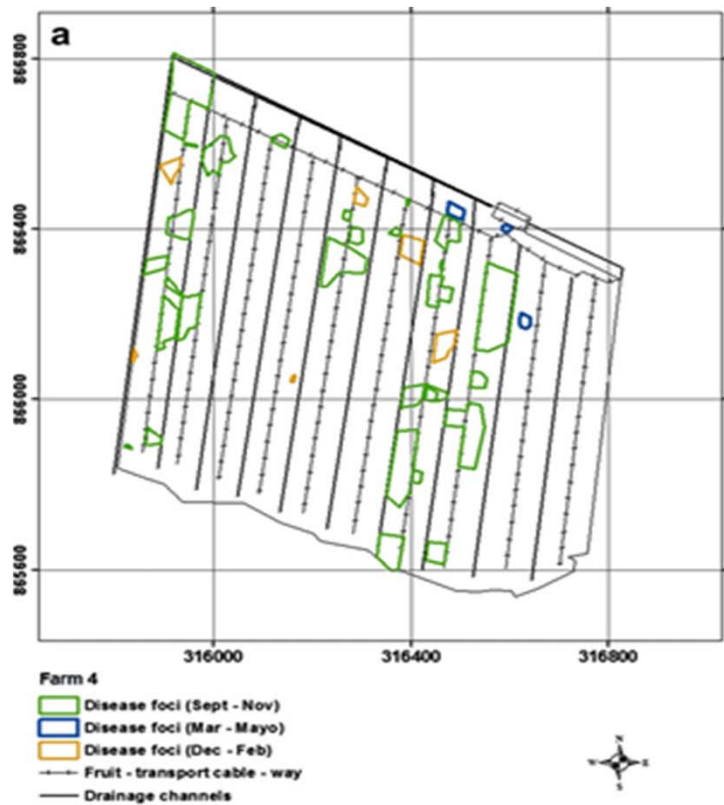 a
866800
866400
866000
865600
316000
316400
316800
Farm 4
Disease foci (Sept - Nov)
Disease foci (Mar - Mayo)
Disease foci (Dec - Feb)
Fruit - transport cable - way
Drainage channels
N
W E
S